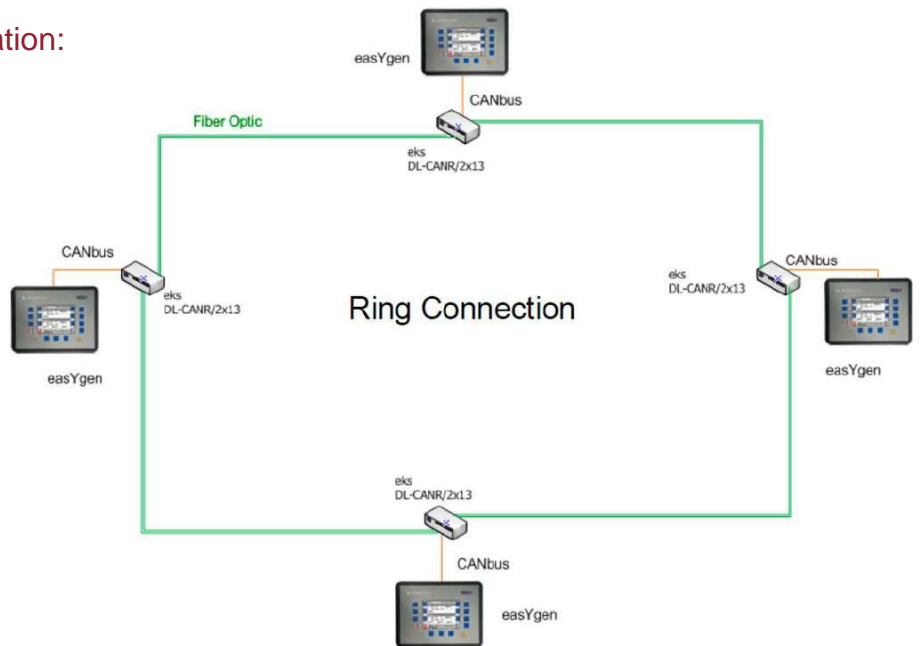 ation:
easYgen
CANbus
Fiber Optic
eks
DL-CANR/2x13
CANbus
eks
DL-CANR/2x13
easYgen
Ring Connection
CANbus
eks
DL-CANR/2x13
easYgen
eks
DL-CANR/2x13
CANbus
easYgen